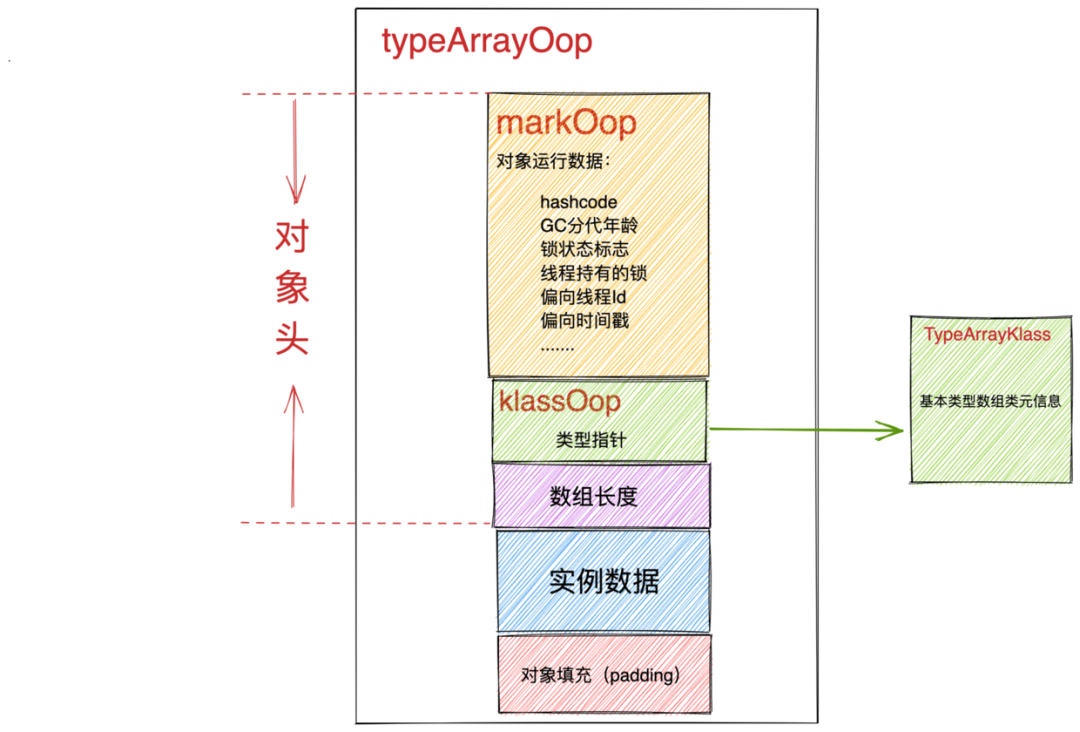 typeArrayOop
markOop
对象运行数据：
hashcode
GC分代年龄
锁状态标志
线程持有的锁
偏向线程Id
偏向时间戳
.......
对
象
头
klassOop
类型指针
TypeArrayKlass
基本类型数组类元信息
数组长度
实例数据
对象填充（padding）